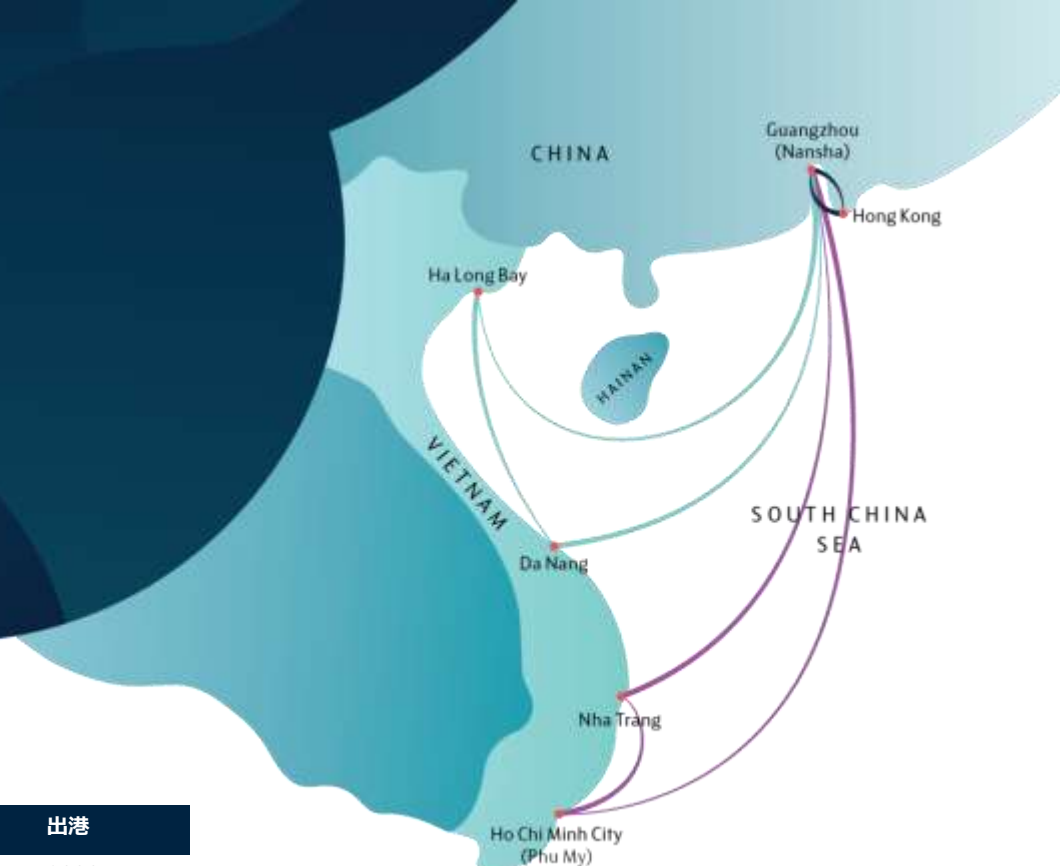 Guangzhou
(Nansha)
CHINA
Hong Kong
Ha Long Bay
HAINAN
VIETNAM
SOUTH CHINA
SEA
Da Nang
Nha Trang
出港
Ho Chi Minh City
(Phu My)